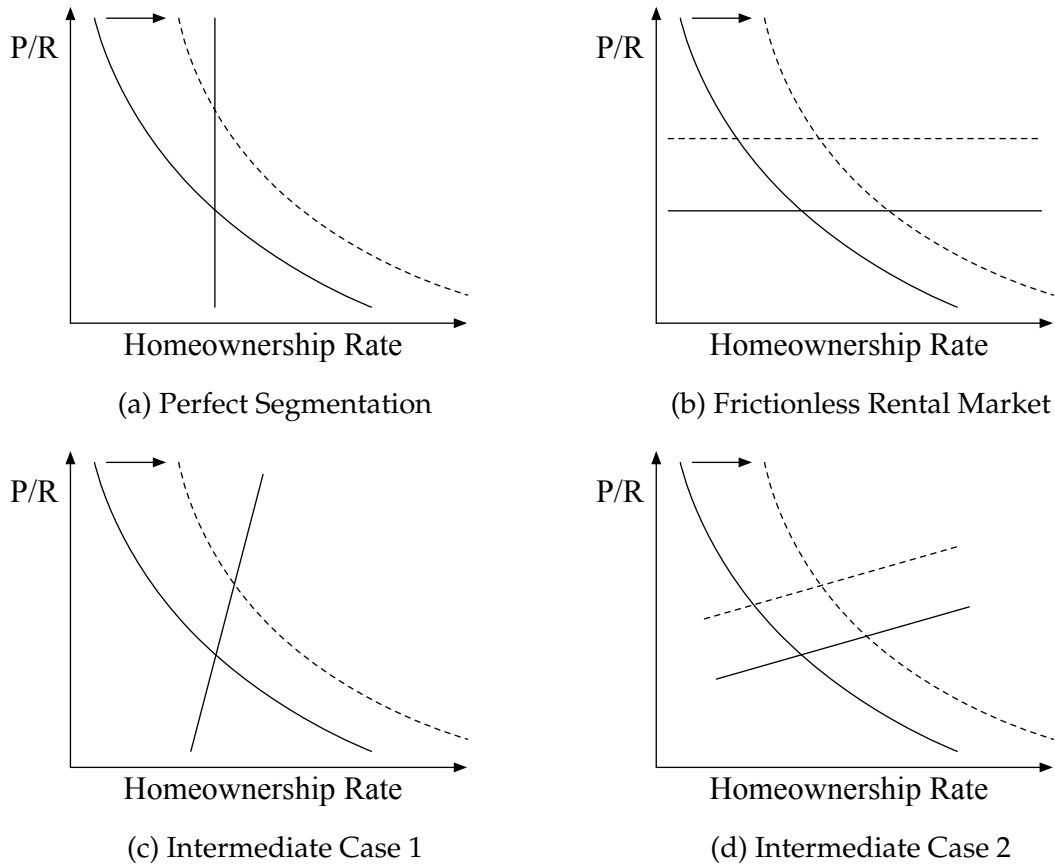 P/R
Homeownership Rate
(a) Perfect Segmentation
P/R
Homeownership Rate
(b) Frictionless Rental Market
P/R
Homeownership Rate
(c) Intermediate Case 1
P/R
Homeownership Rate
(d) Intermediate Case 2